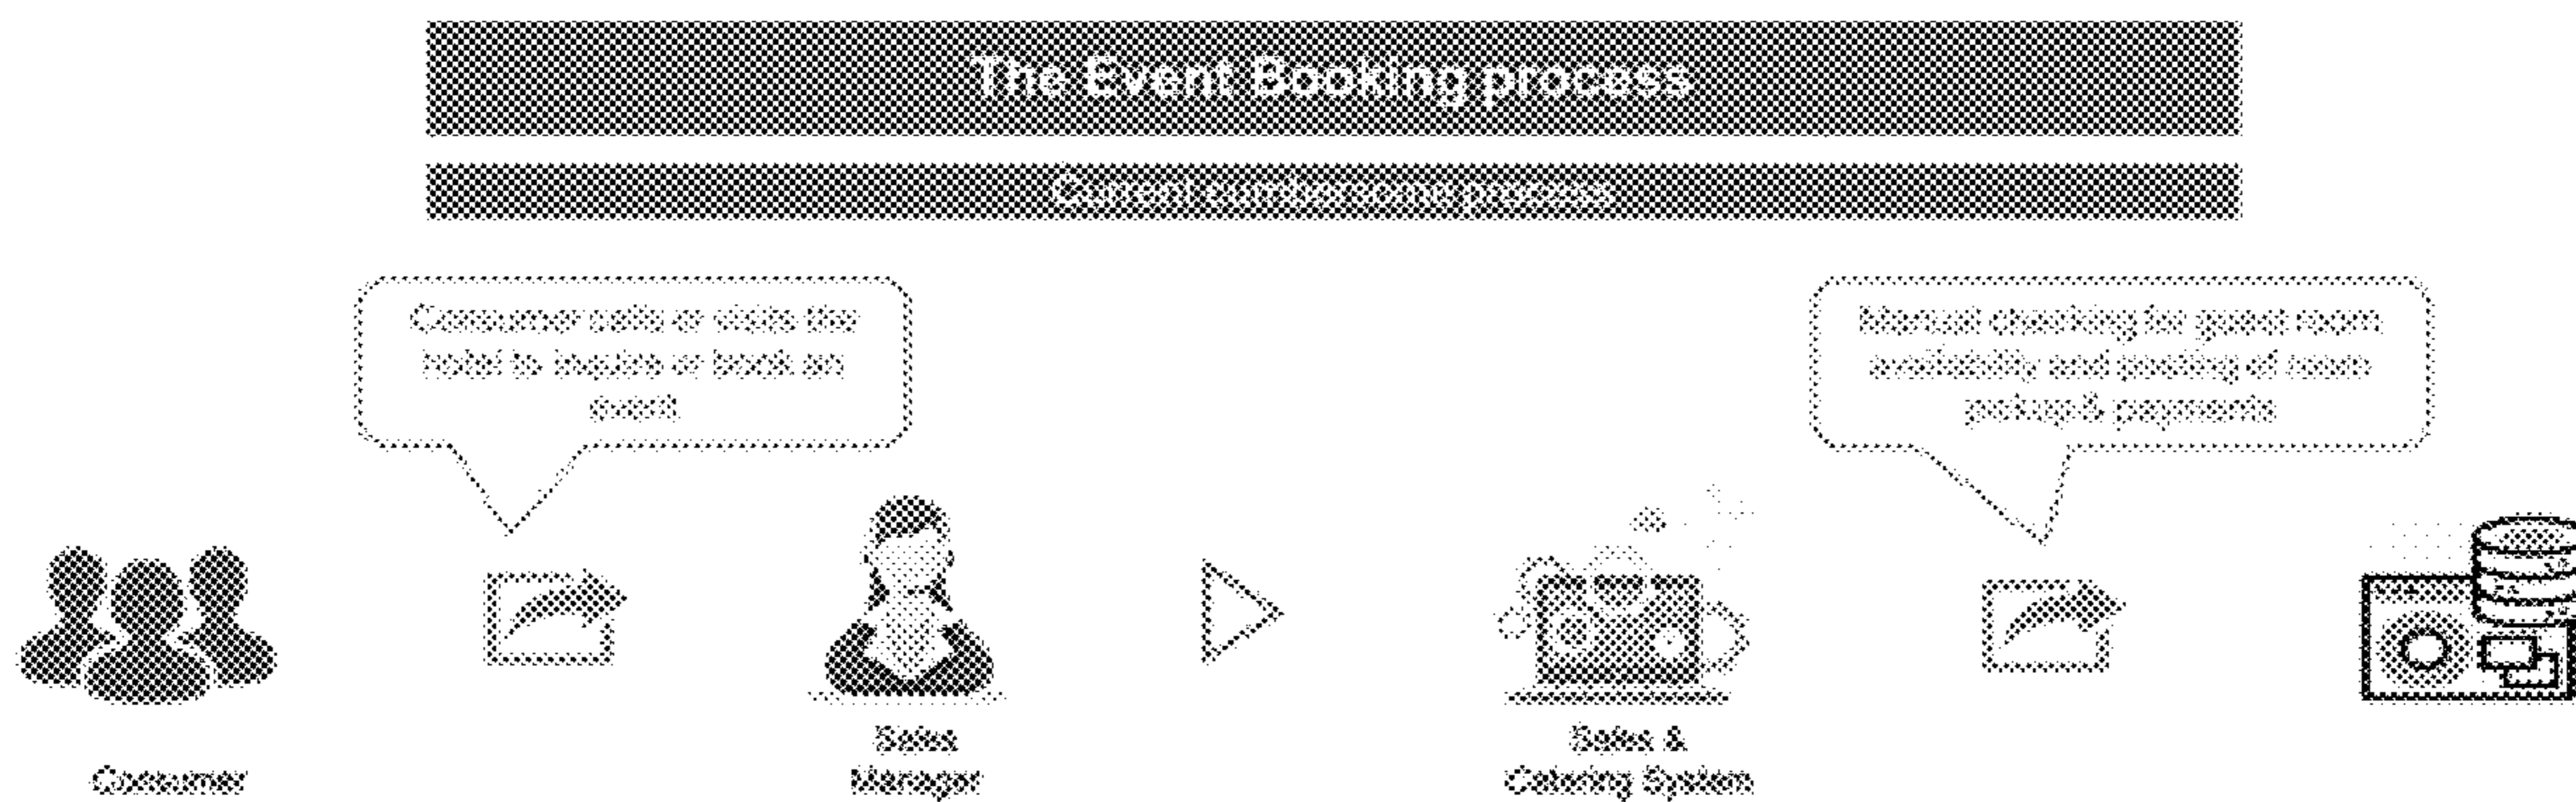 The Event Booking process
Current cumbersome process
Consumer calls or visits the
hotel to inquire or book an
event
Manual checking for guest room
availability and posting of room
pickup & payments
Consumer
Sales
Manager
Sales &
Catering System